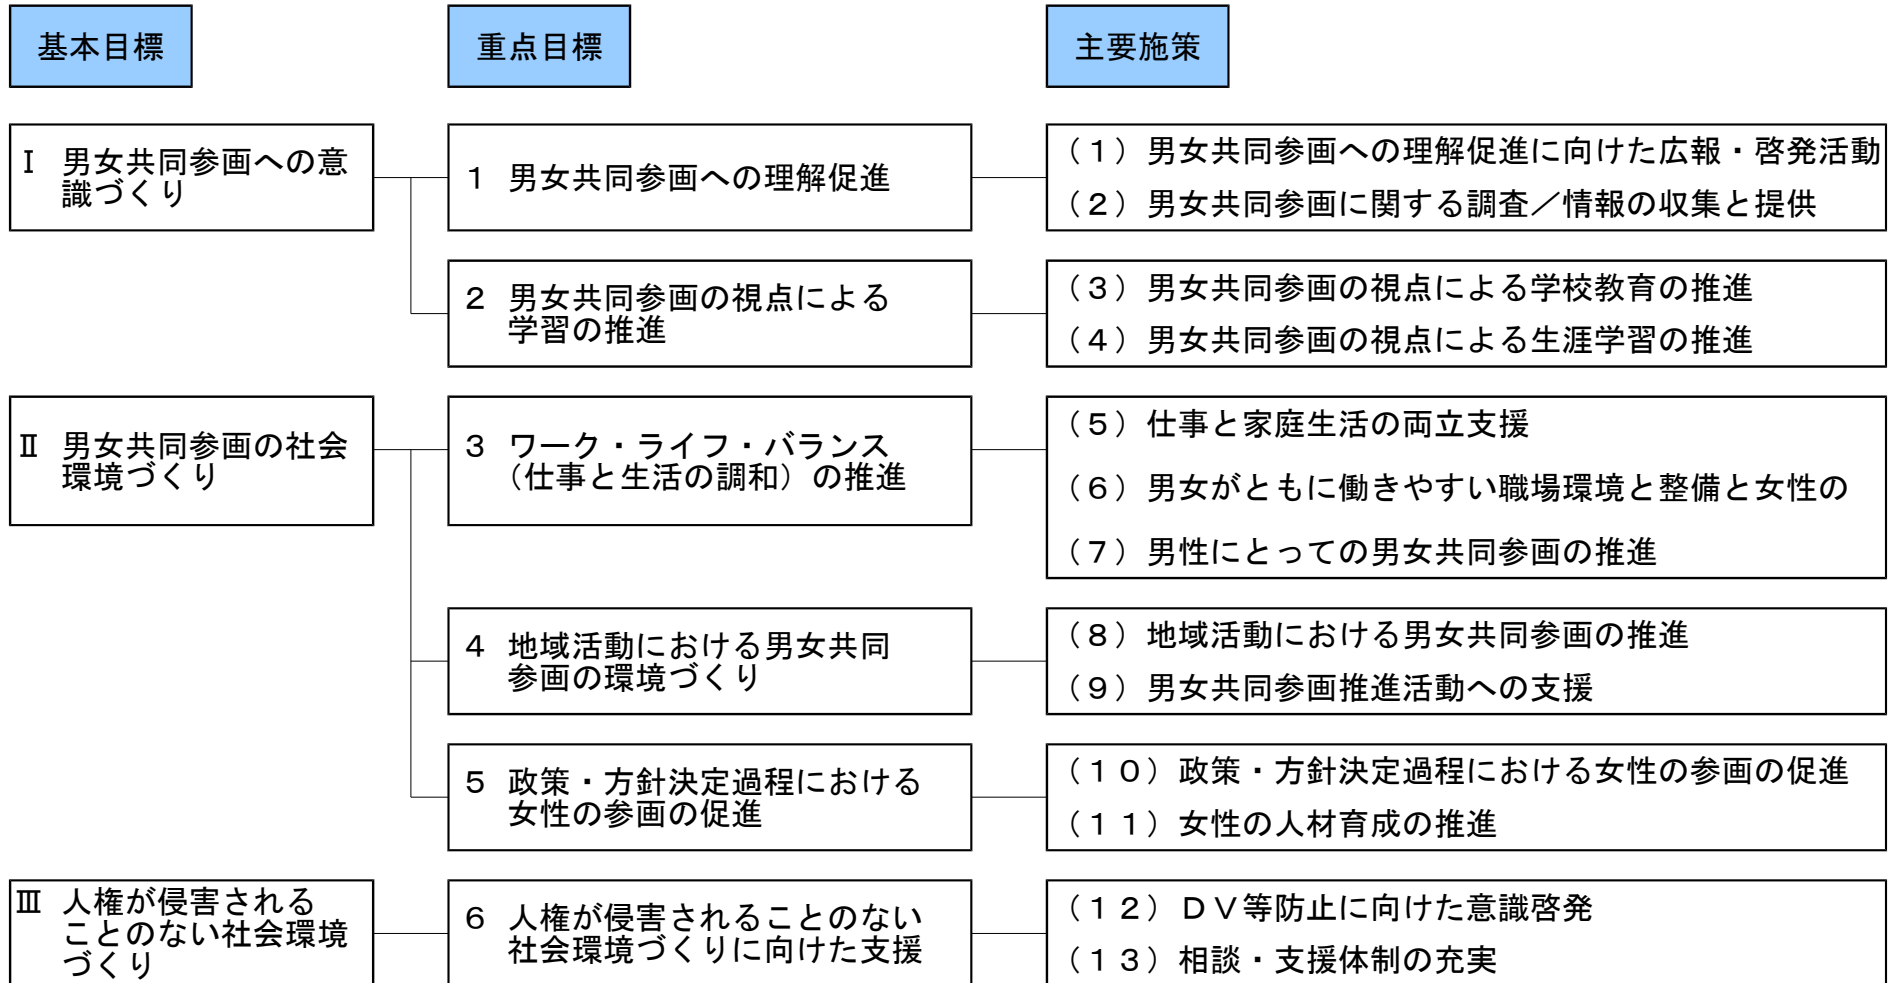 基本目標
重点目標
主要施策
Ⅰ 男女共同参画への意
識づくり
1 男女共同参画への理解促進
(1)男女共同参画への理解促進に向けた広報・啓発活動
(2)男女共同参画に関する調査／情報の収集と提供
2 男女共同参画の視点による
学習の推進
(3)男女共同参画の視点による学校教育の推進
(4)男女共同参画の視点による生涯学習の推進
Ⅱ 男女共同参画の社会
環境づくり
3 ワーク・ライフ・バランス
(仕事と生活の調和)の推進
(5)仕事と家庭生活の両立支援
(6)男女がともに働きやすい職場環境と整備と女性の
(7)男性にとっての男女共同参画の推進
4 地域活動における男女共同
参画の環境づくり
(8)地域活動における男女共同参画の推進
(9)男女共同参画推進活動への支援
5 政策・方針決定過程における
女性の参画の促進
(10)政策・方針決定過程における女性の参画の促進
(11)女性の人材育成の推進
Ⅲ 人権が侵害される
ことのない社会環境
づくり
6 人権が侵害されることのない
社会環境づくりに向けた支援
(12)DV等防止に向けた意識啓発
(13)相談・支援体制の充実